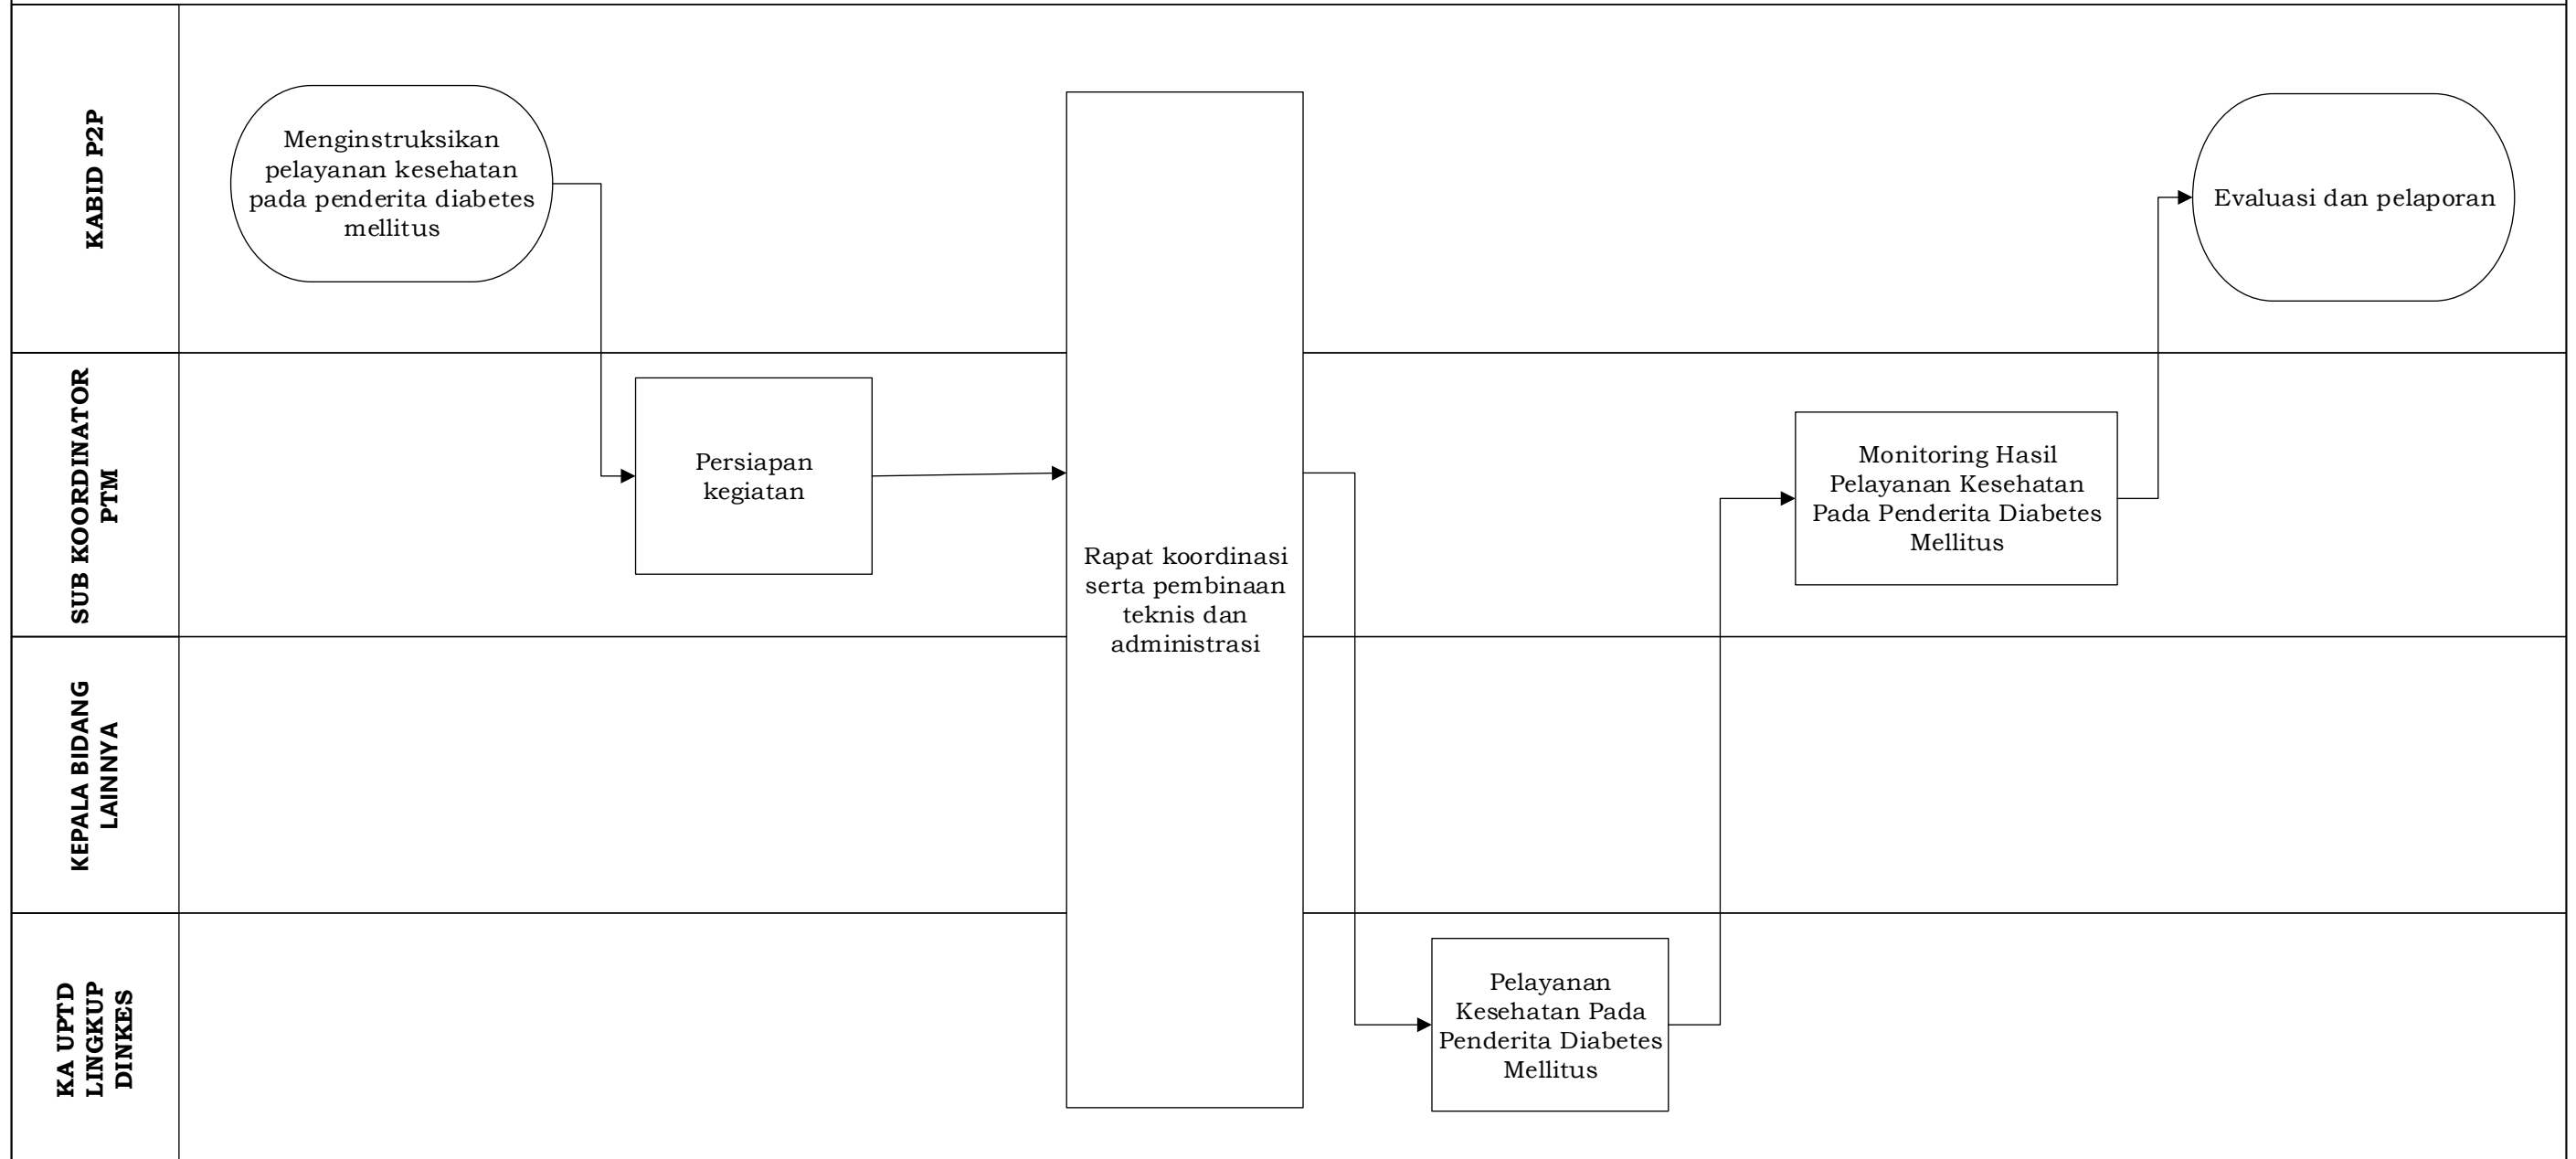 KABID P2P
Menginstruksikan
pelayanan kesehatan
pada penderita diabetes
mellitus
Evaluasi dan pelaporan
SUB KOORDINATOR
PTM
Persiapan
kegiatan
Rapat koordinasi
serta pembinaan
teknis dan
administrasi
Monitoring Hasil
Pelayanan Kesehatan
Pada Penderita Diabetes
Mellitus
KEPALA BIDANG
LAINNYA
KA UPTD
LINGKUP
DINKES
Pelayanan
Kesehatan Pada
Penderita Diabetes
Mellitus